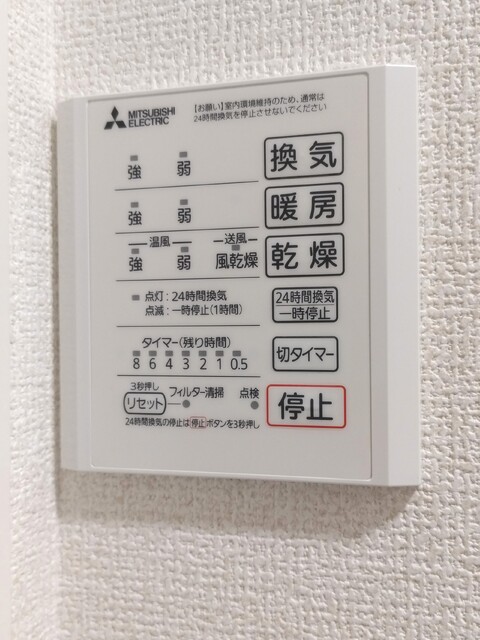 MITSUBISHI
ELECTRIC
【お願い】室内環境維持のため、通常は
24時間換気を停止させないでください
強 弱 換気
強 弱 暖房
温風 送風
強 弱 風乾燥 乾燥
点灯:24時間換気
点滅:一時停止(1時間)
24時間換気
一時停止
タイマー(残り時間)
8 6 4 3 2 1 0.5
切タイマー
3秒押し
リセット フィルター清掃 点検
停止
24時間換気の停止は停止ボタンを3秒押し